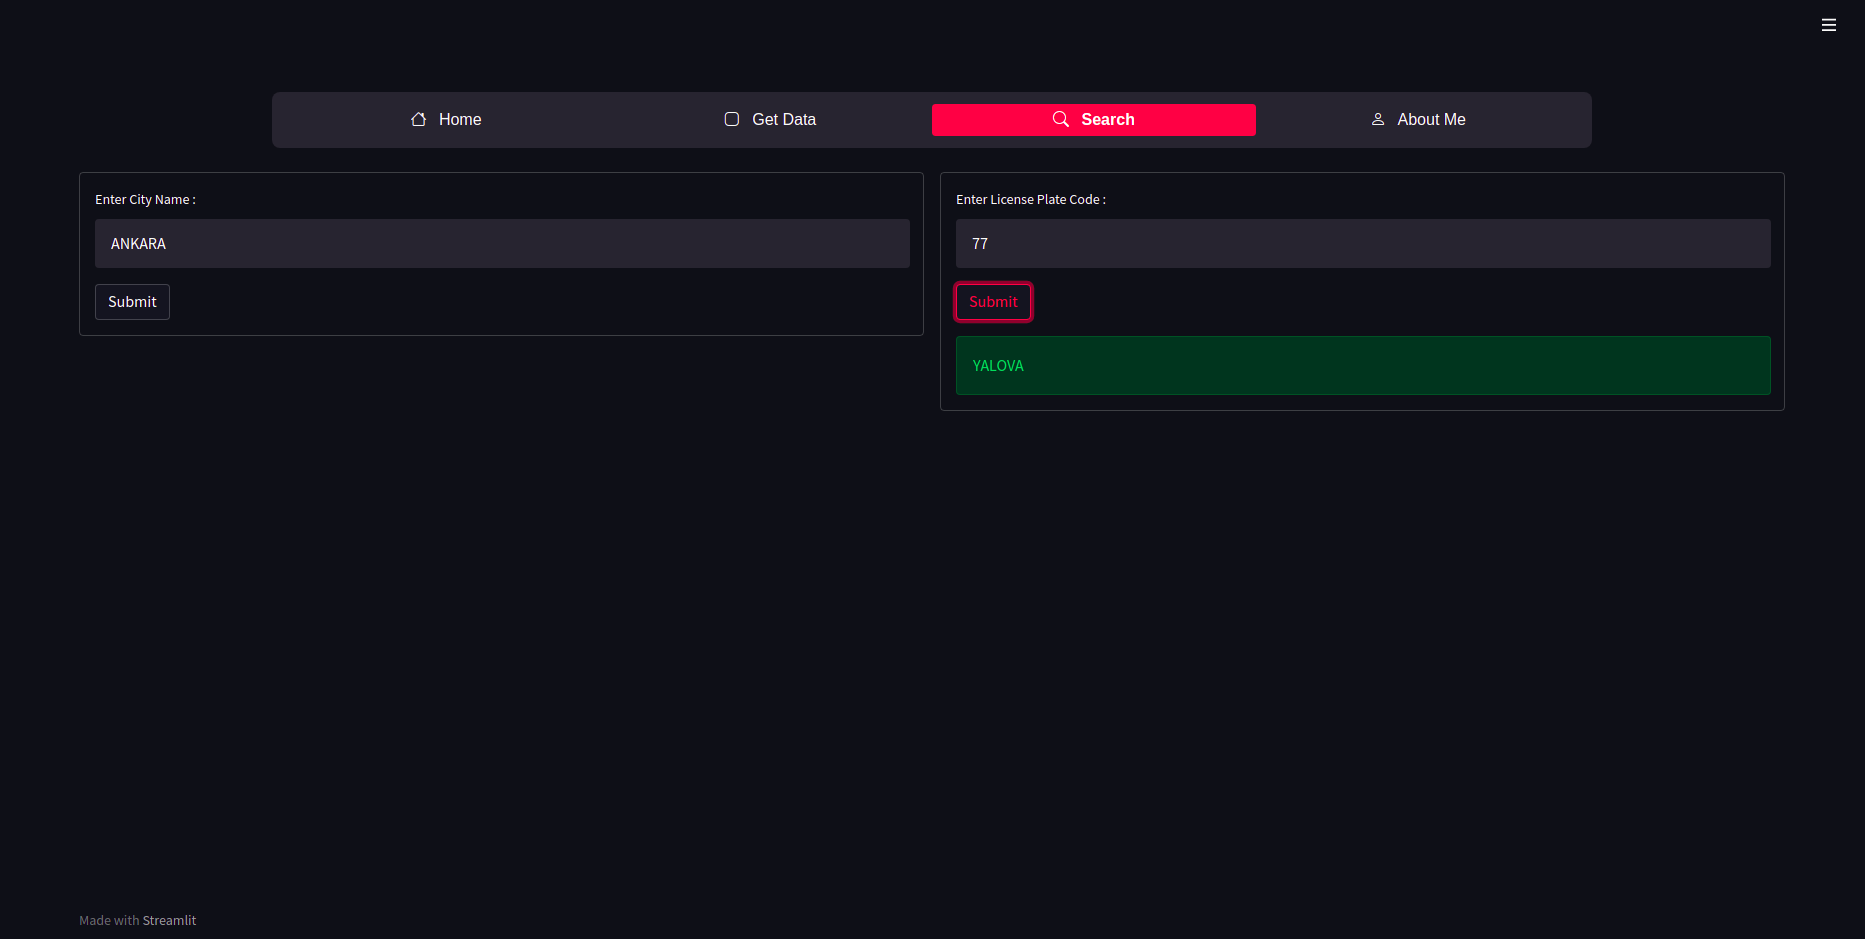 Home
Get Data
Search
About Me
Enter City Name :
ANKARA
Submit
Enter License Plate Code :
77
Submit
YALOVA
Made with Streamlit